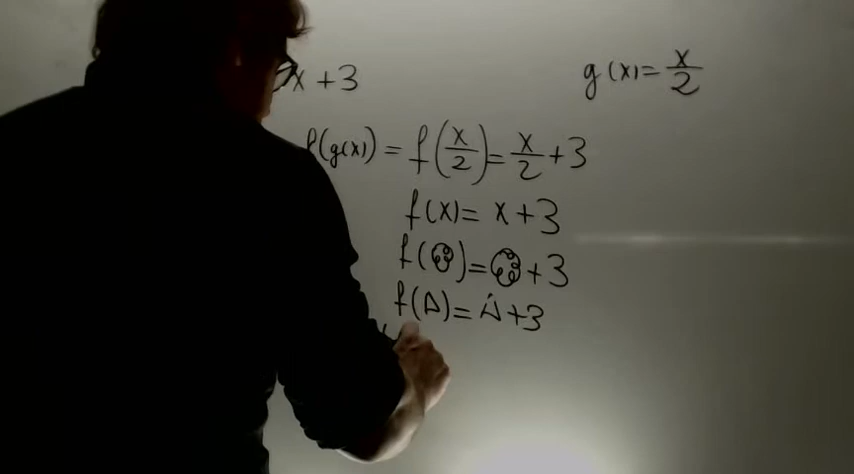 x + 3
g(x) = x/2
f(g(x)) = f(x/2) = x/2 + 3
f(x) = x + 3
f(☺) = ☺ + 3
f(Δ) = Δ + 3